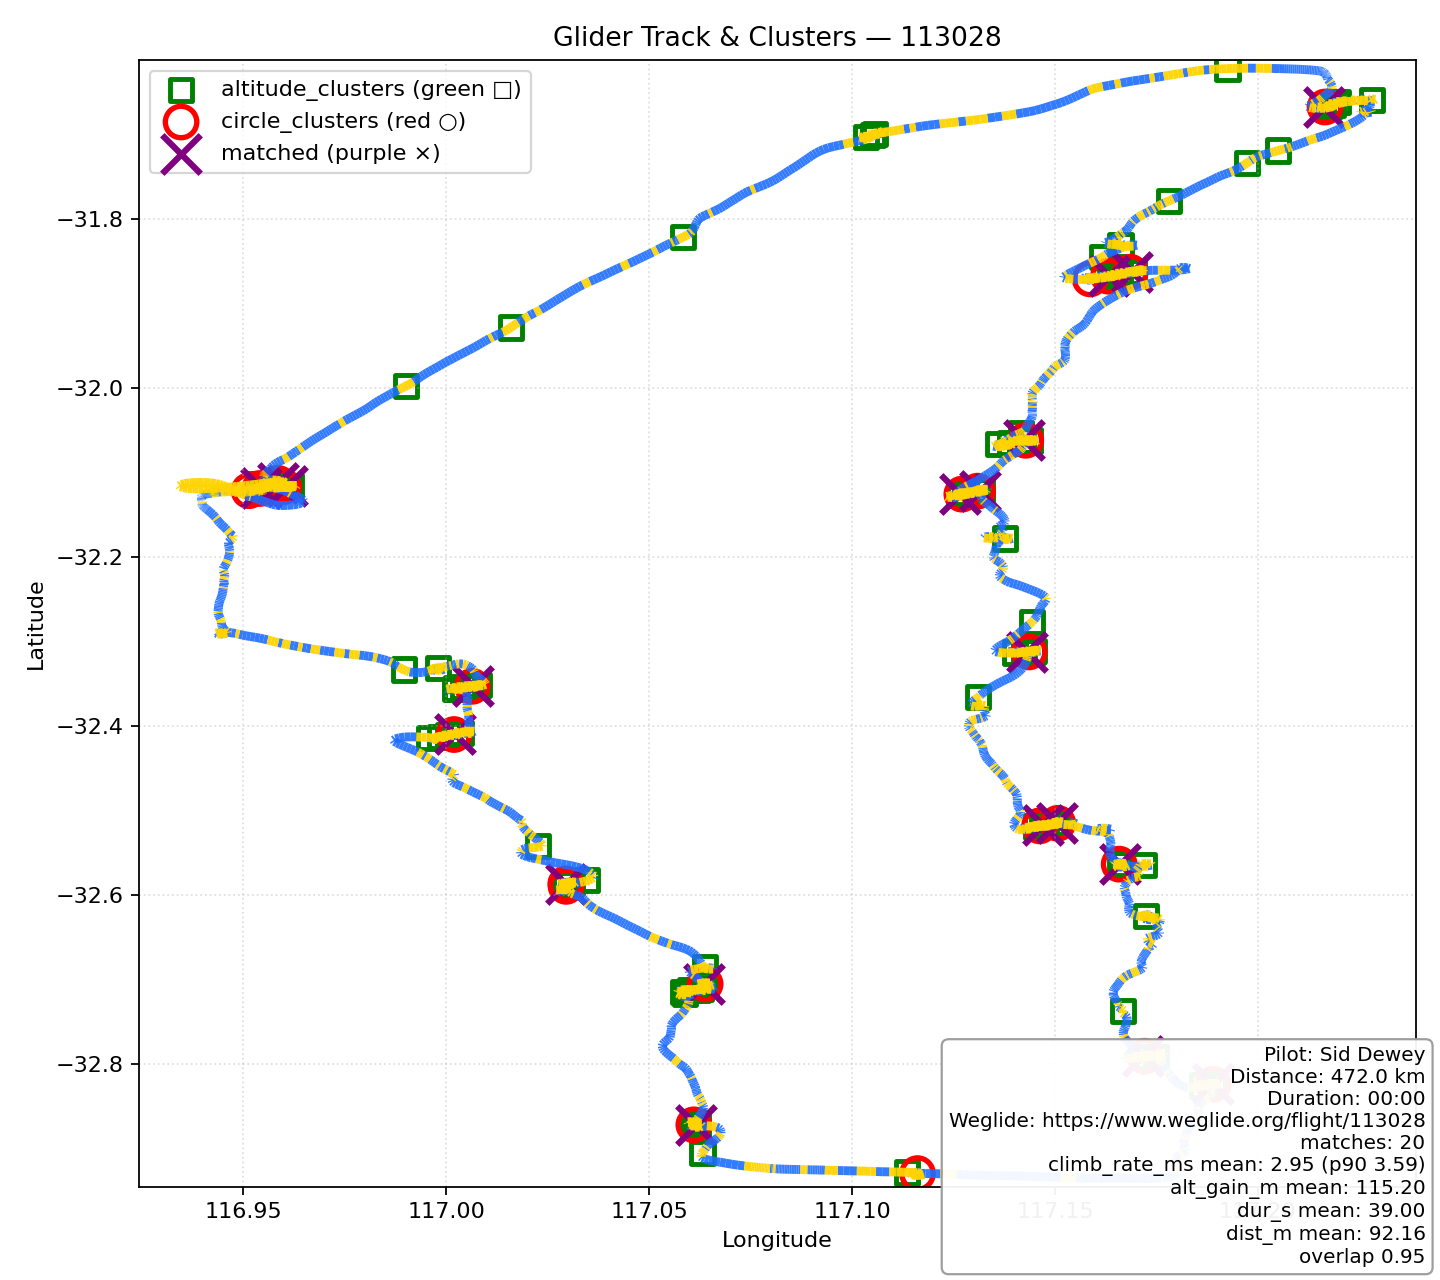 Glider Track & Clusters — 113028
altitude_clusters (green □)
circle_clusters (red ○)
matched (purple ×)
−31.8
−32.0
−32.2
−32.4
−32.6
−32.8
Latitude
116.95
117.00
117.05
117.10
117.15
Longitude
Pilot: Sid Dewey
Distance: 472.0 km
Duration: 00:00
Weglide: https://www.weglide.org/flight/113028
matches: 20
climb_rate_ms mean: 2.95 (p90 3.59)
alt_gain_m mean: 115.20
dur_s mean: 39.00
dist_m mean: 92.16
overlap 0.95